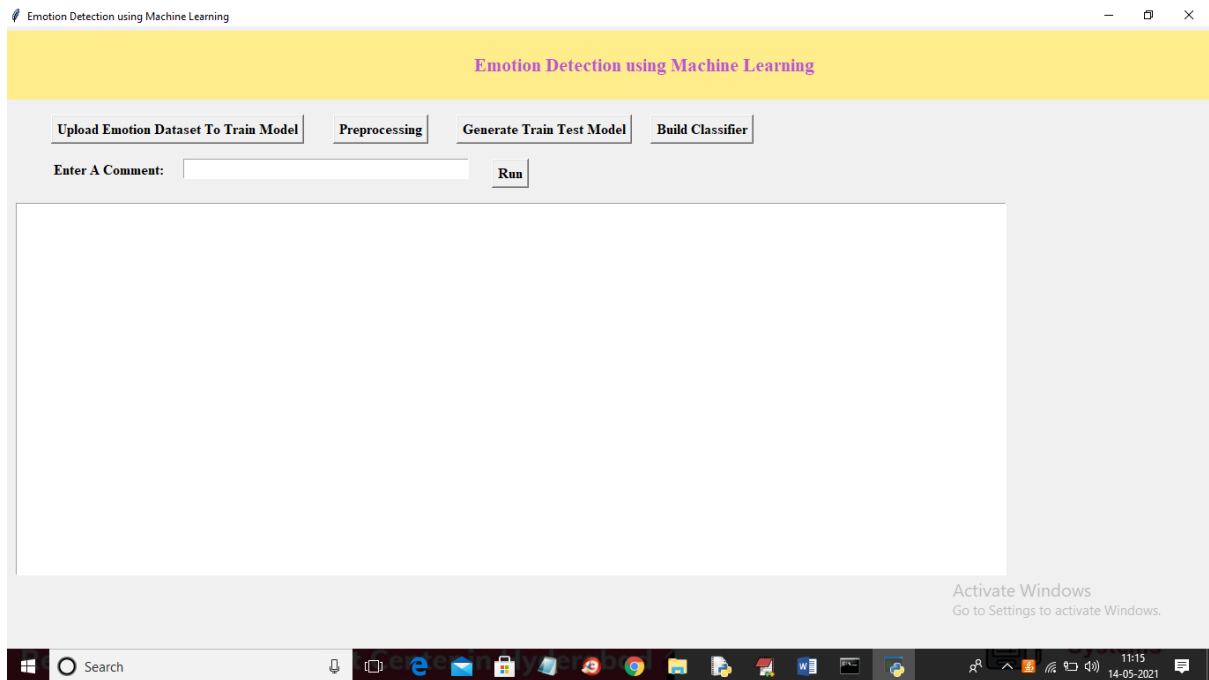 Emotion Detection using Machine Learning
Emotion Detection using Machine Learning
Upload Emotion Dataset To Train Model Preprocessing Generate Train Test Model Build Classifier
Enter A Comment: Run
Activate Windows
Go to Settings to activate Windows.
Search
11:15
14-05-2021